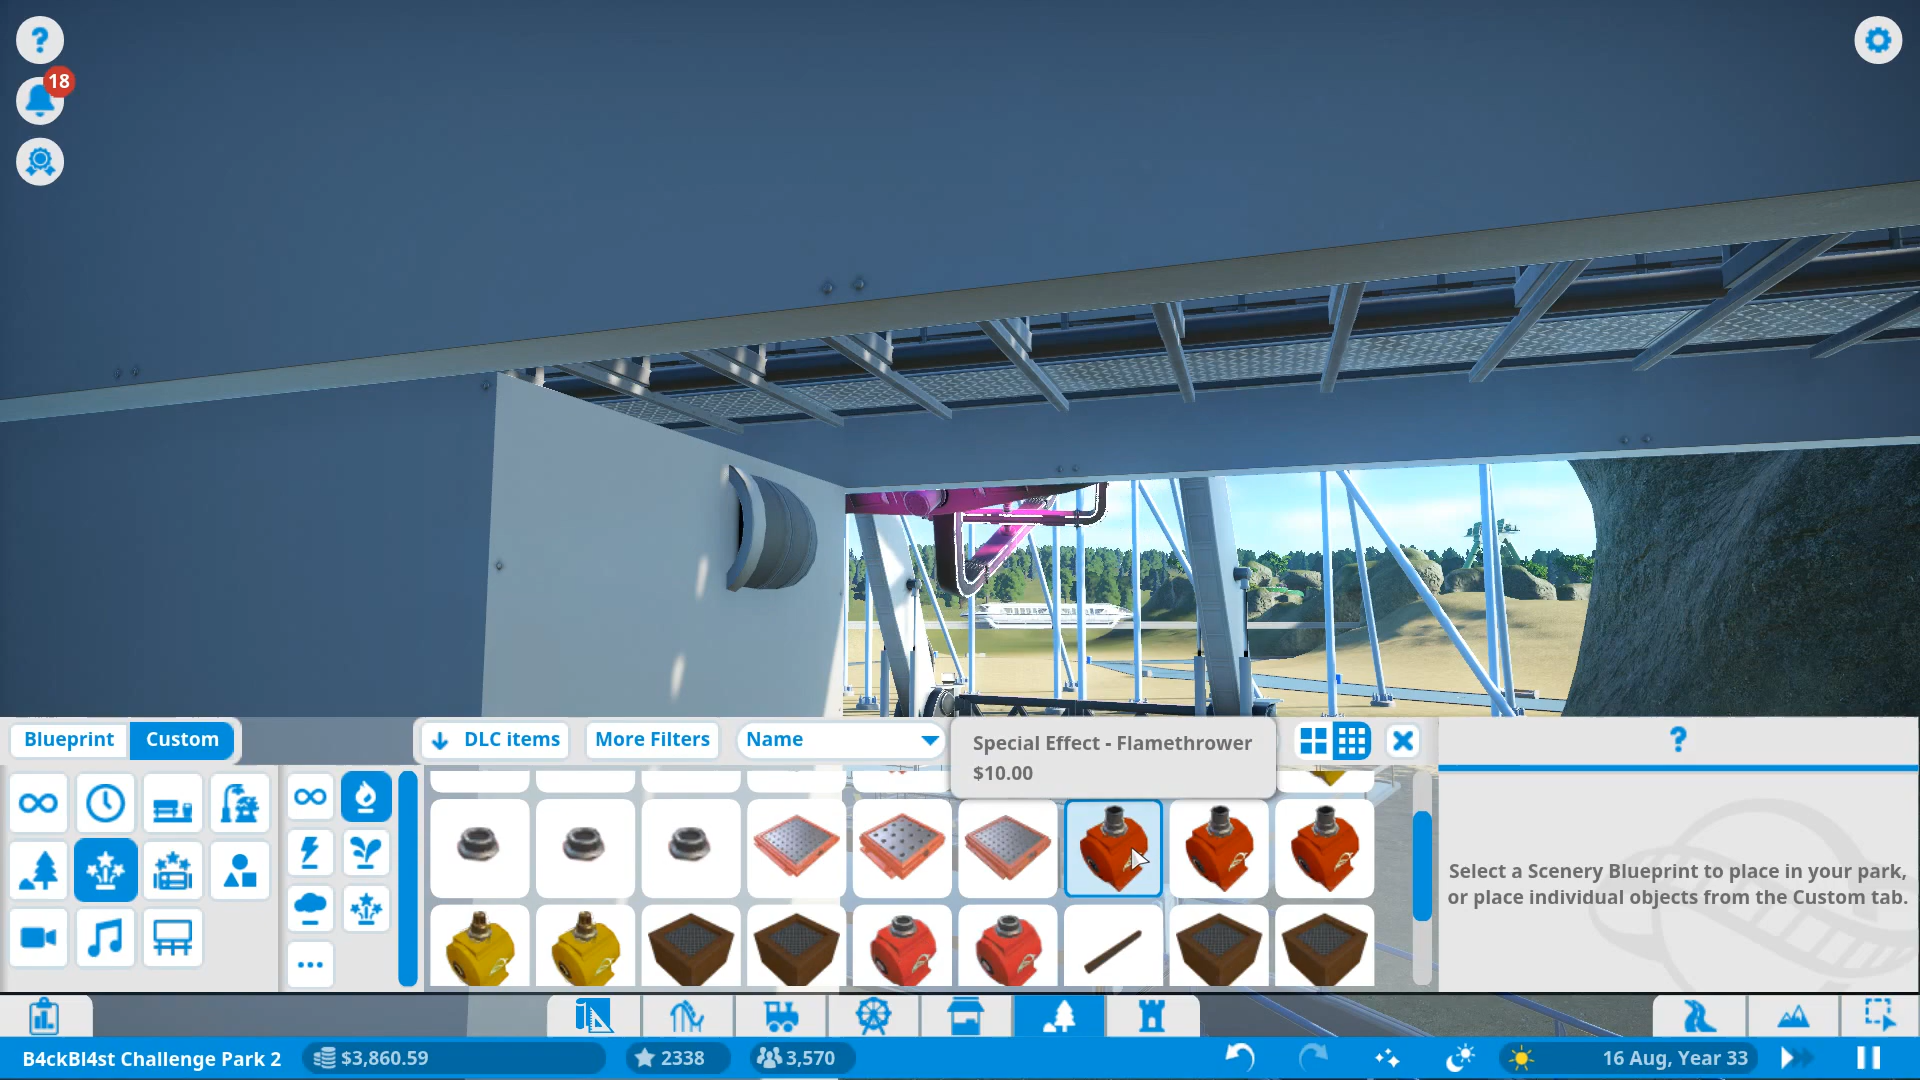 ?
18
Blueprint
Custom
DLC items
More Filters
Name
Special Effect - Flamethrower
$10.00
?
Select a Scenery Blueprint to place in your park,
or place individual objects from the Custom tab.
B4ckBl4st Challenge Park 2
$3,860.59
2338
3,570
16 Aug, Year 33